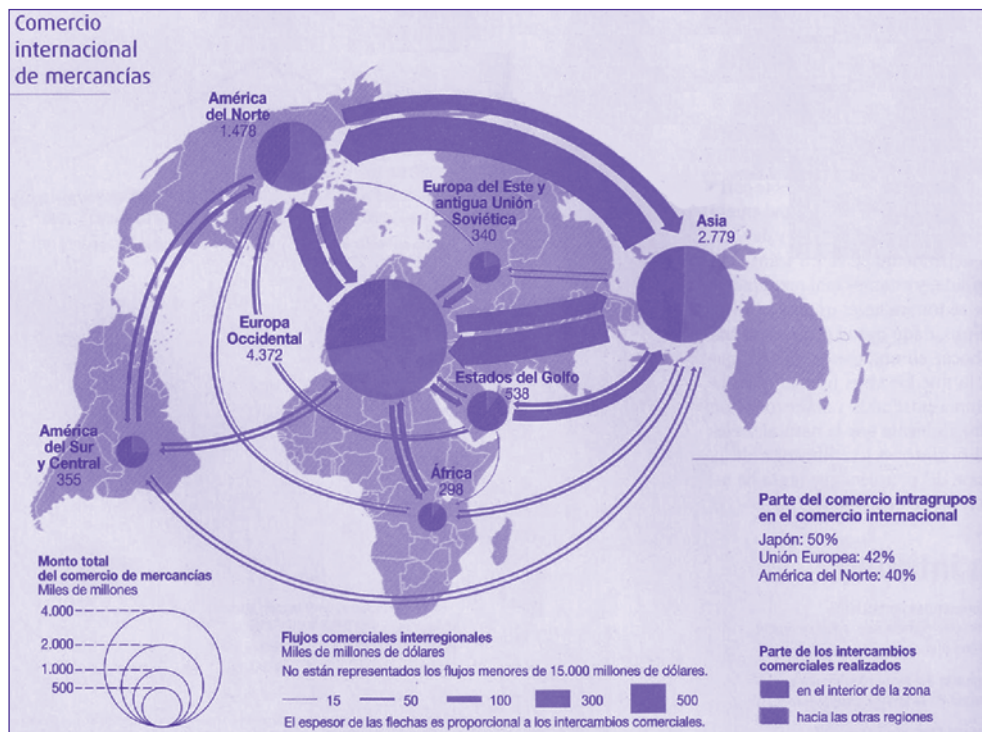 Comercio
internacional
de mercancías
América
del Norte
1.478
Europa del Este y
antigua Unión
Soviética
340
Asia
2.779
Europa
Occidental
4.372
Estados del Golfo
538
América
del Sur
y Central
355
África
298
Parte del comercio intragrupos
en el comercio internacional
Japón: 50%
Unión Europea: 42%
América del Norte: 40%
Monto total
del comercio de mercancías
Miles de millones
4.000
2.000
1.000
500
Flujos comerciales interregionales
Miles de millones de dólares
No están representados los flujos menores de 15.000 millones de dólares.
15 50 100 300 500
El espesor de las flechas es proporcional a los intercambios comerciales.
Parte de los intercambios
comerciales realizados
en el interior de la zona
hacia las otras regiones